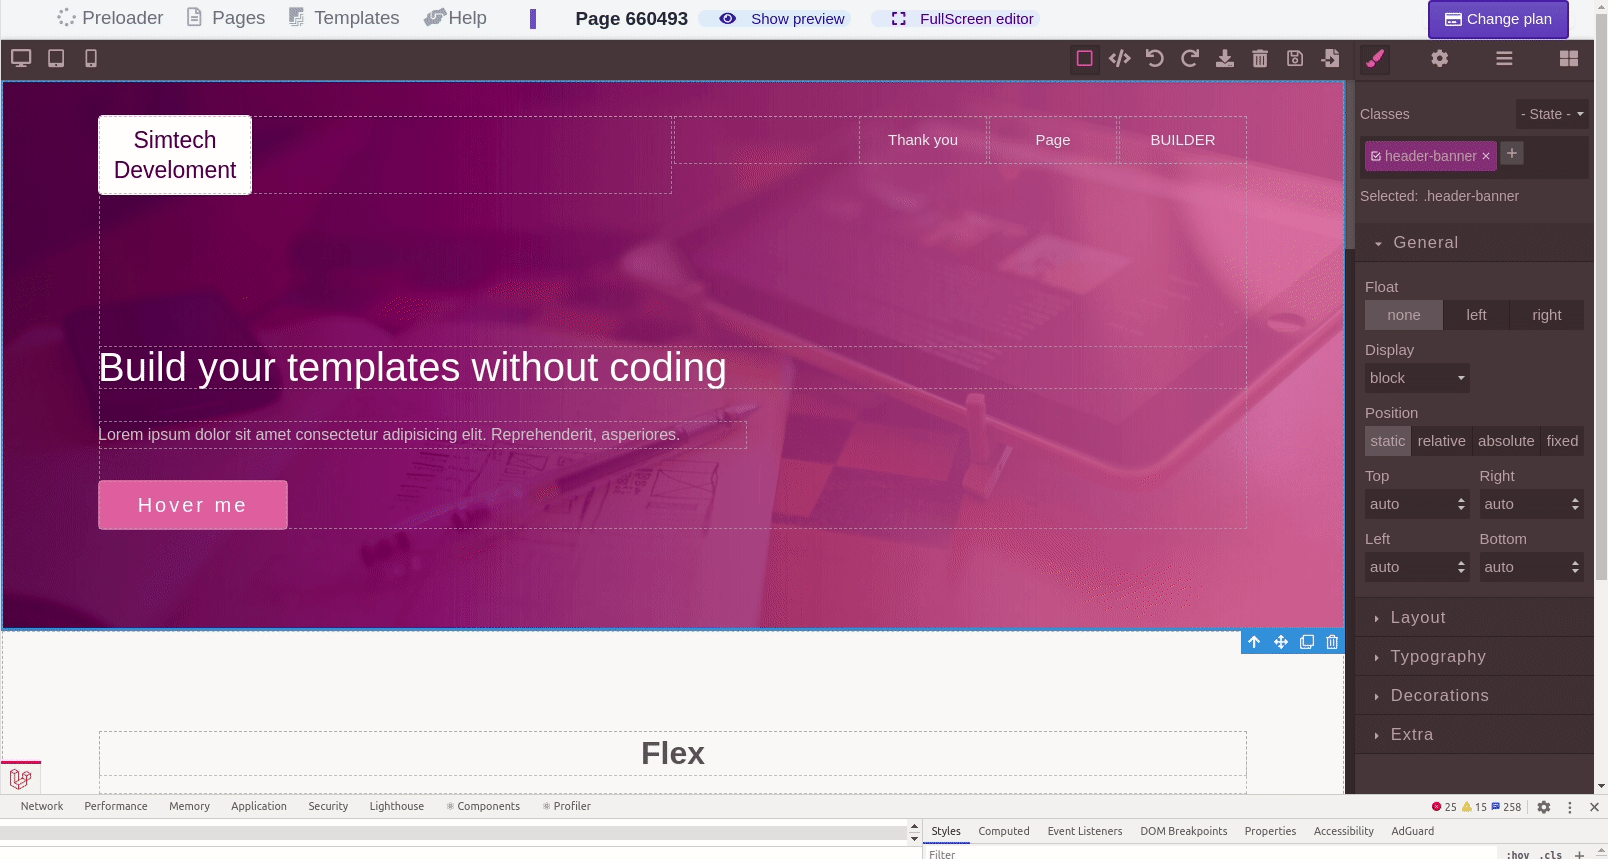 Preloader Pages Templates Help Page 660493 Show preview FullScreen editor Change plan
Simtech
Develoment
Thank you Page BUILDER
Build your templates without coding
Lorem ipsum dolor sit amet consectetur adipisicing elit. Reprehenderit, asperiores.
Hover me
Flex
Classes - State -
header-banner × +
Selected: .header-banner
General
Float
none left right
Display
block
Position
static relative absolute fixed
Top Right
auto auto
Left Bottom
auto auto
Layout
Typography
Decorations
Extra
Network Performance Memory Application Security Lighthouse Components Profiler 25 15 258
Styles Computed Event Listeners DOM Breakpoints Properties Accessibility AdGuard
Filter :hov .cls +